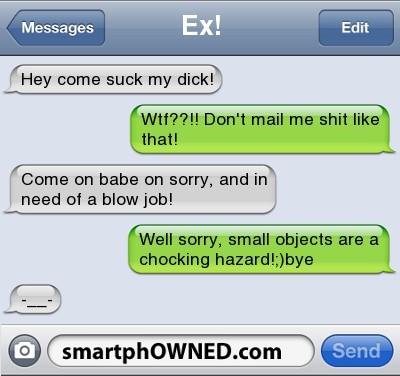 Messages
Ex!
Edit
Hey come suck my dick!
Wtf??!! Don't mail me shit like
that!
Come on babe on sorry, and in
need of a blow job!
Well sorry, small objects are a
chocking hazard!;)bye
-__-
smartphOWNED.com
Send